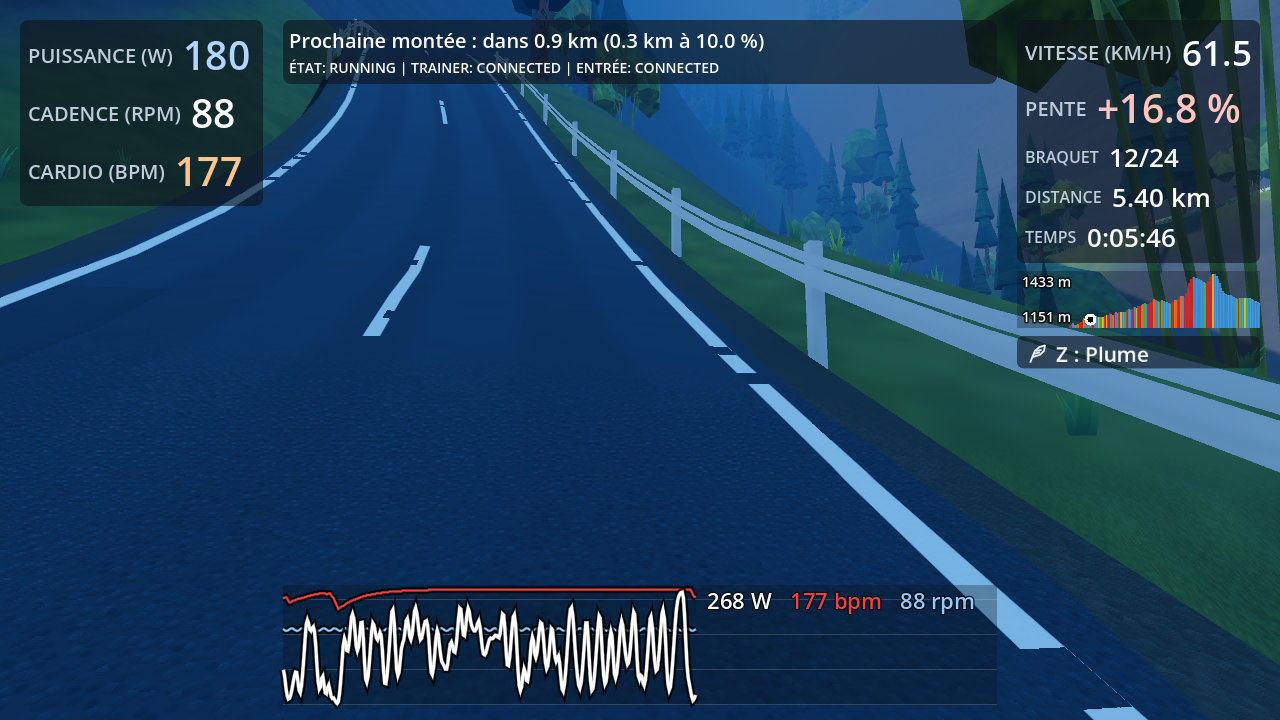 PUISSANCE (W) 180
CADENCE (RPM) 88
CARDIO (BPM) 177
Prochaine montée : dans 0.9 km (0.3 km à 10.0 %)
ÉTAT: RUNNING | TRAINER: CONNECTED | ENTRÉE: CONNECTED
VITESSE (KM/H) 61.5
PENTE +16.8 %
BRAQUET 12/24
DISTANCE 5.40 km
TEMPS 0:05:46
1433 m
1151 m
Z : Plume
268 W 177 bpm 88 rpm